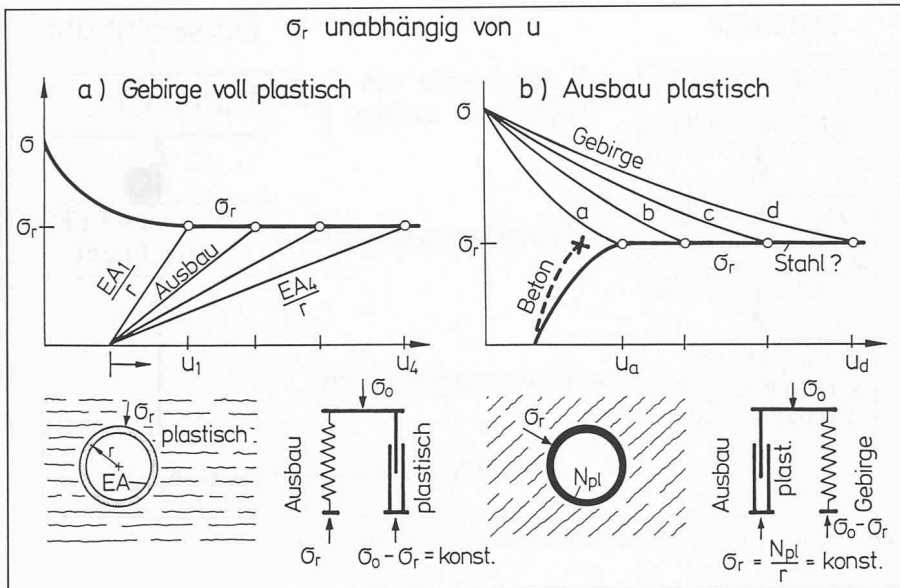 σr unabhängig von u
a) Gebirge voll plastisch
σ
σr
σr
EA1/r
Ausbau
EA4/r
u1
u4
σr
plastisch
r
EA
σo
Ausbau
plastisch
σr
σo - σr = konst.
b) Ausbau plastisch
σ
Gebirge
a
b
c
d
σr
σr
Stahl ?
Beton
ua
ud
σr
Npl
σo
Ausbau
plast.
Gebirge
σo - σr
σr = Npl/r = konst.